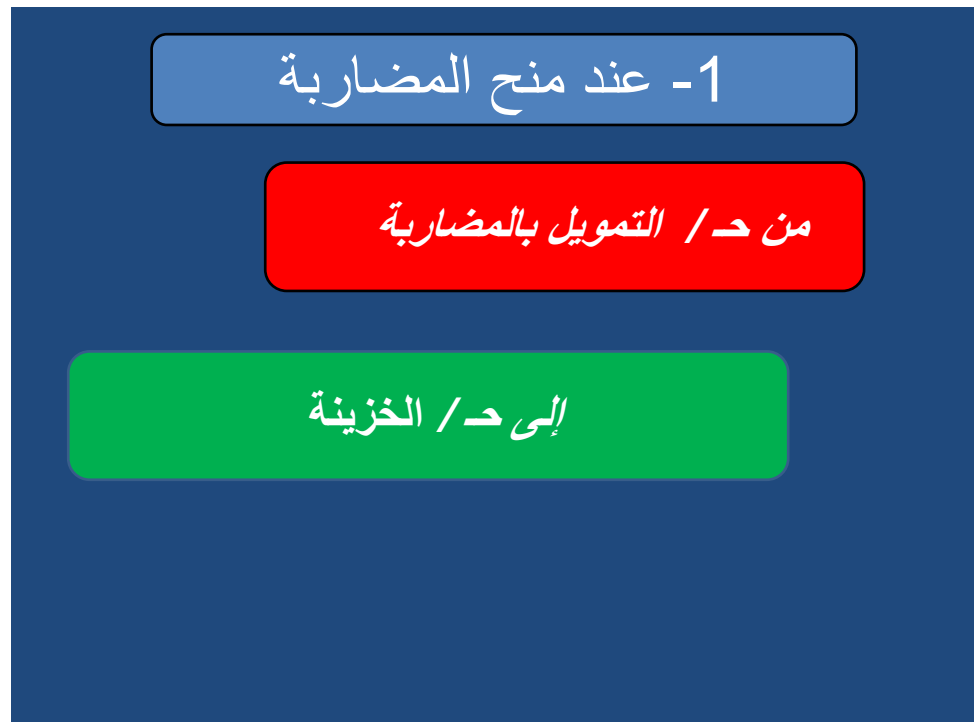 1- عند منح المضاربة
من حـ / التمويل بالمضاربة
إلى حـ / الخزينة